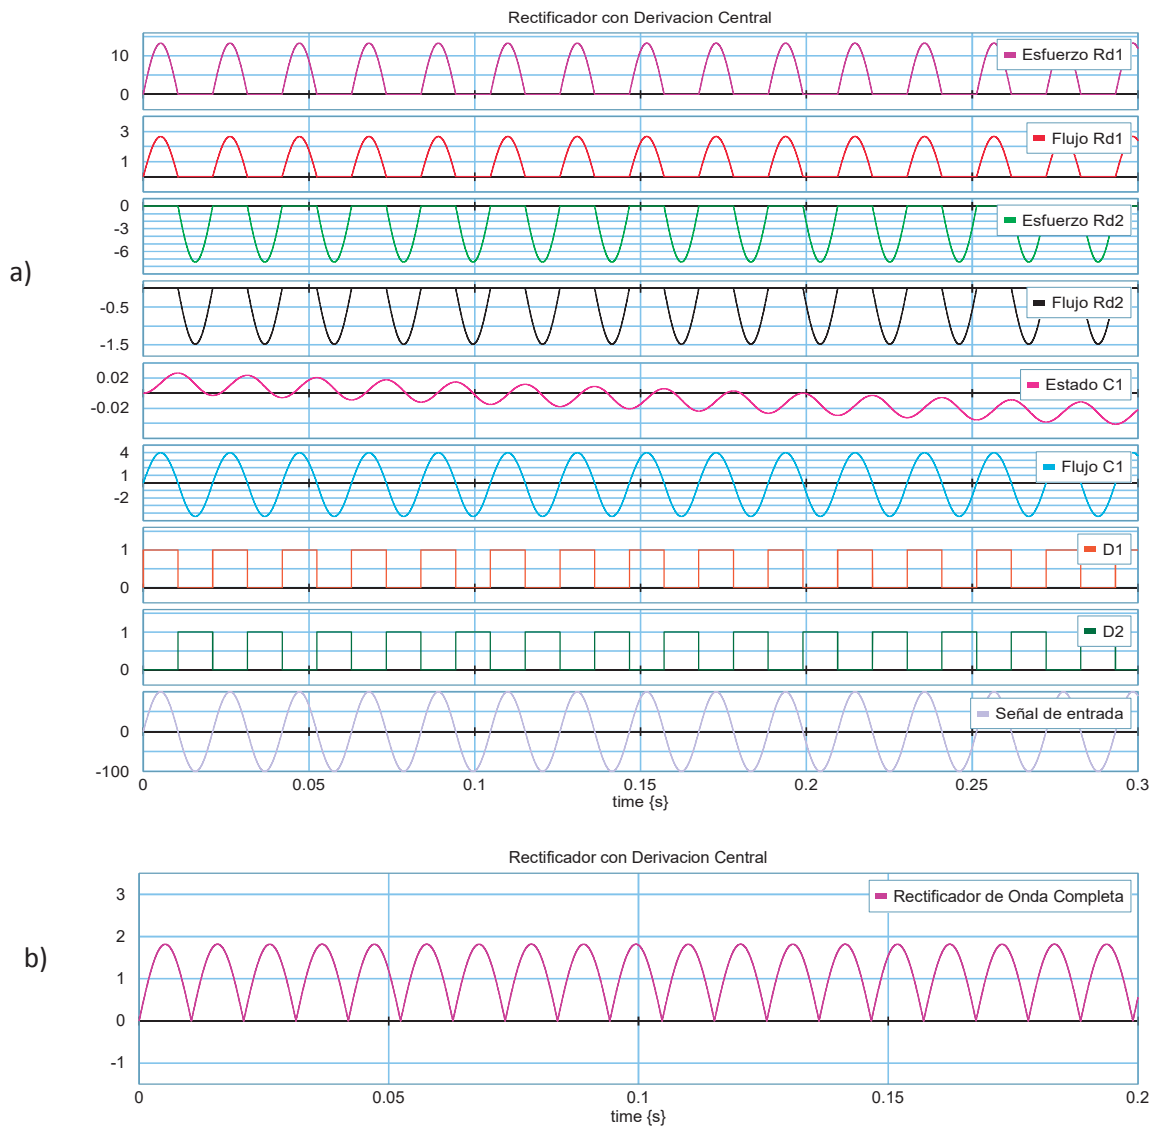 Rectificador con Derivacion Central
10
0
Esfuerzo Rd1
3
1
Flujo Rd1
a)
0
-3
-6
Esfuerzo Rd2
-0.5
-1.5
Flujo Rd2
0.02
-0.02
Estado C1
4
1
-2
Flujo C1
1
0
D1
1
0
D2
0
-100
Señal de entrada
0 0.05 0.1 0.15 0.2 0.25 0.3
time {s}
Rectificador con Derivacion Central
b)
3
2
1
0
-1
Rectificador de Onda Completa
0 0.05 0.1 0.15 0.2
time {s}